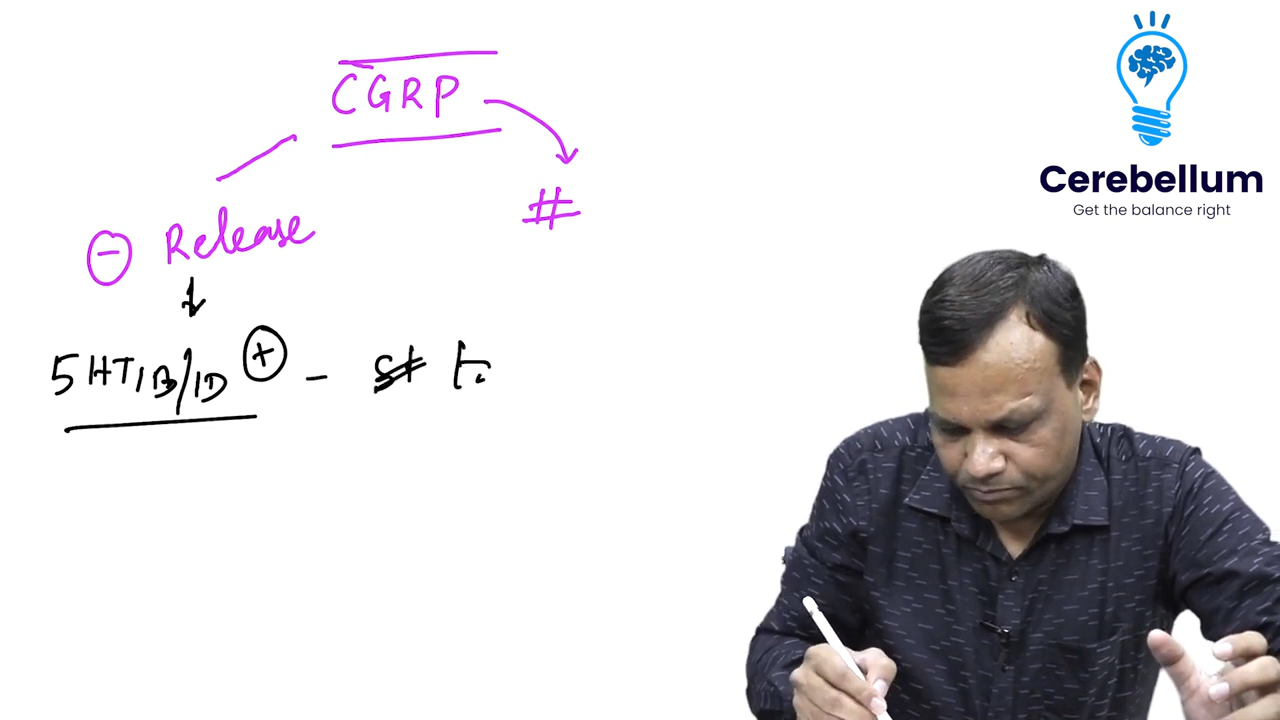 CGRP
⊖ Release
#
↓
5HT1B/1D ⊕ -
Cerebellum
Get the balance right